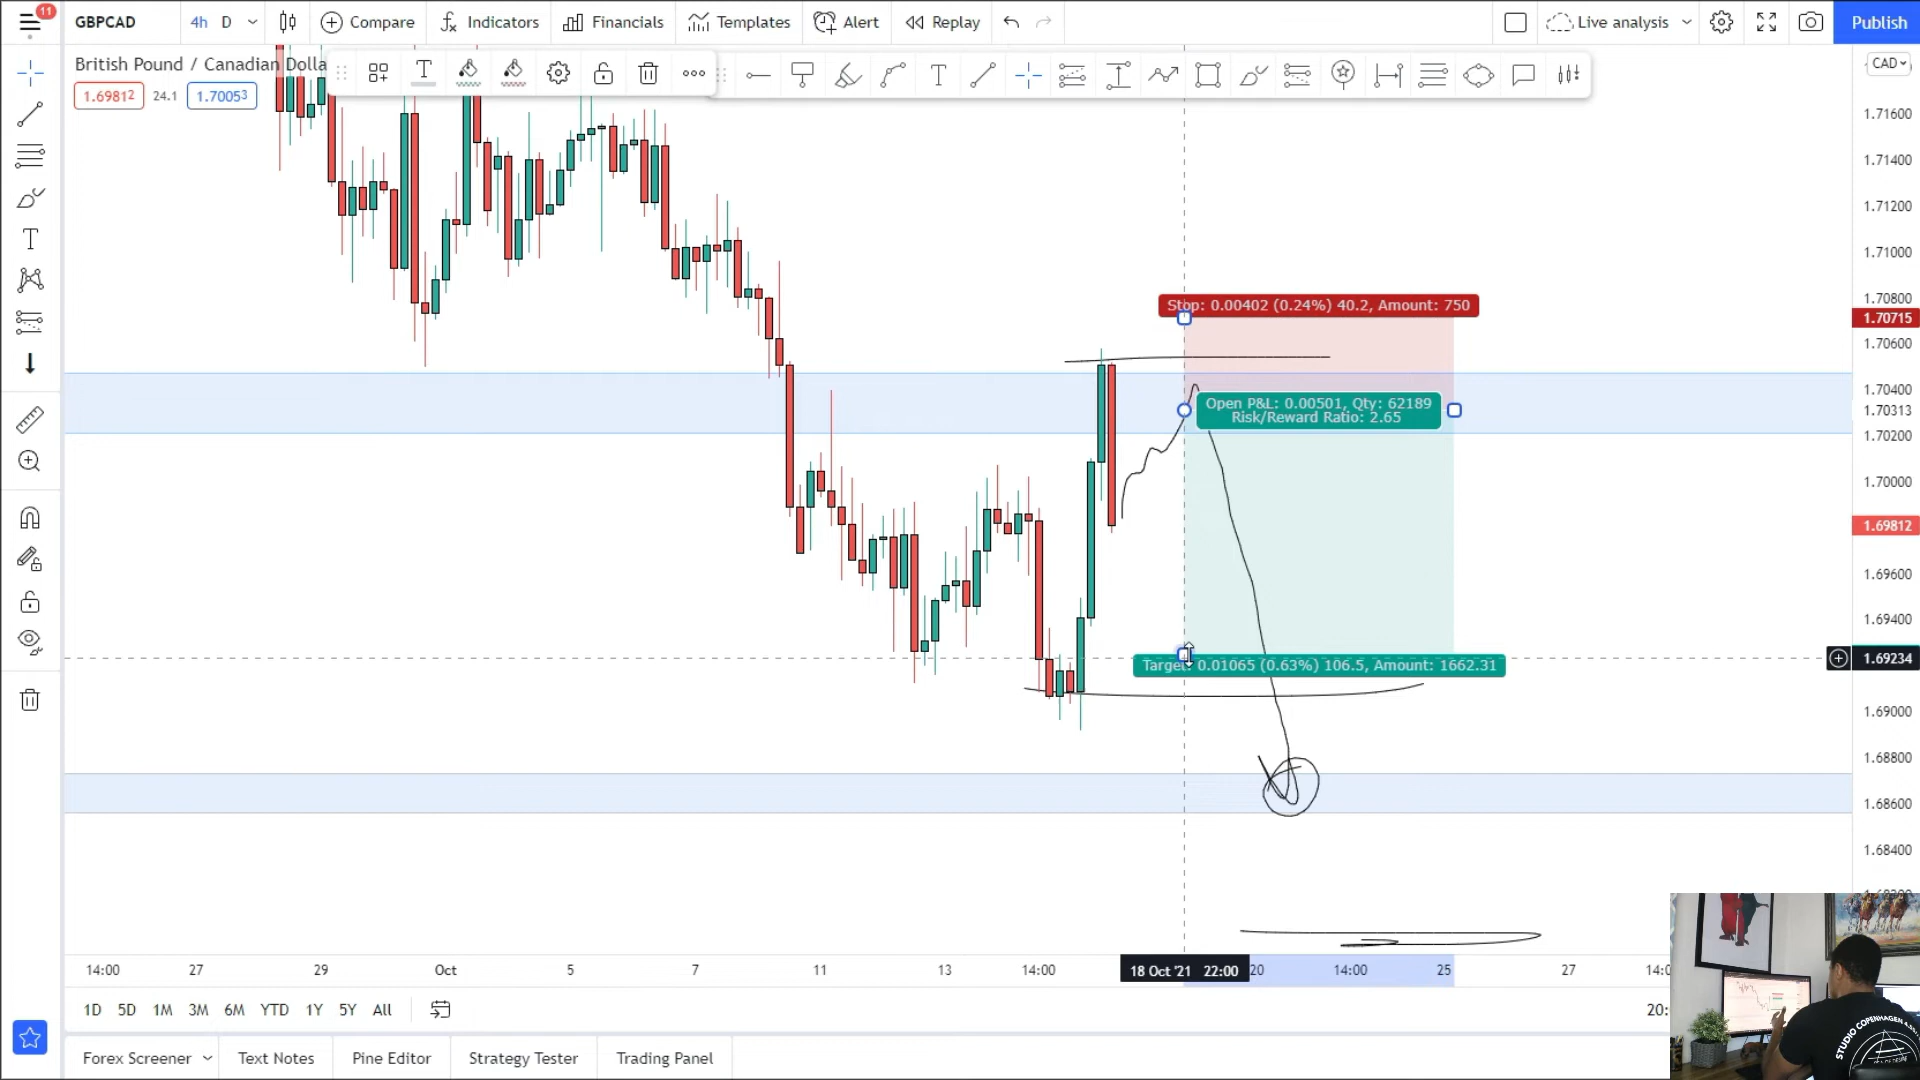 11
GBPCAD
4h D
Compare
Indicators
Financials
Templates
Alert
Replay
Live analysis
Publish
British Pound / Canadian Dolla
1.69812 24.1 1.70053
CAD
1.71600
1.71400
1.71200
1.71000
1.70800
1.70715
1.70600
1.70400
1.70313
1.70200
1.70000
1.69812
1.69600
1.69400
1.69234
1.69000
1.68800
1.68600
1.68400
Stop: 0.00402 (0.24%) 40.2, Amount: 750
Open P&L: 0.00501, Qty: 62189
Risk/Reward Ratio: 2.65
Target: 0.01065 (0.63%) 106.5, Amount: 1662.31
14:00 27 29 Oct 5 7 11 13 14:00 18 Oct '21 22:00 20 14:00 25 27
1D 5D 1M 3M 6M YTD 1Y 5Y All
20:
Forex Screener Text Notes Pine Editor Strategy Tester Trading Panel
STUDIO COPENHAGEN